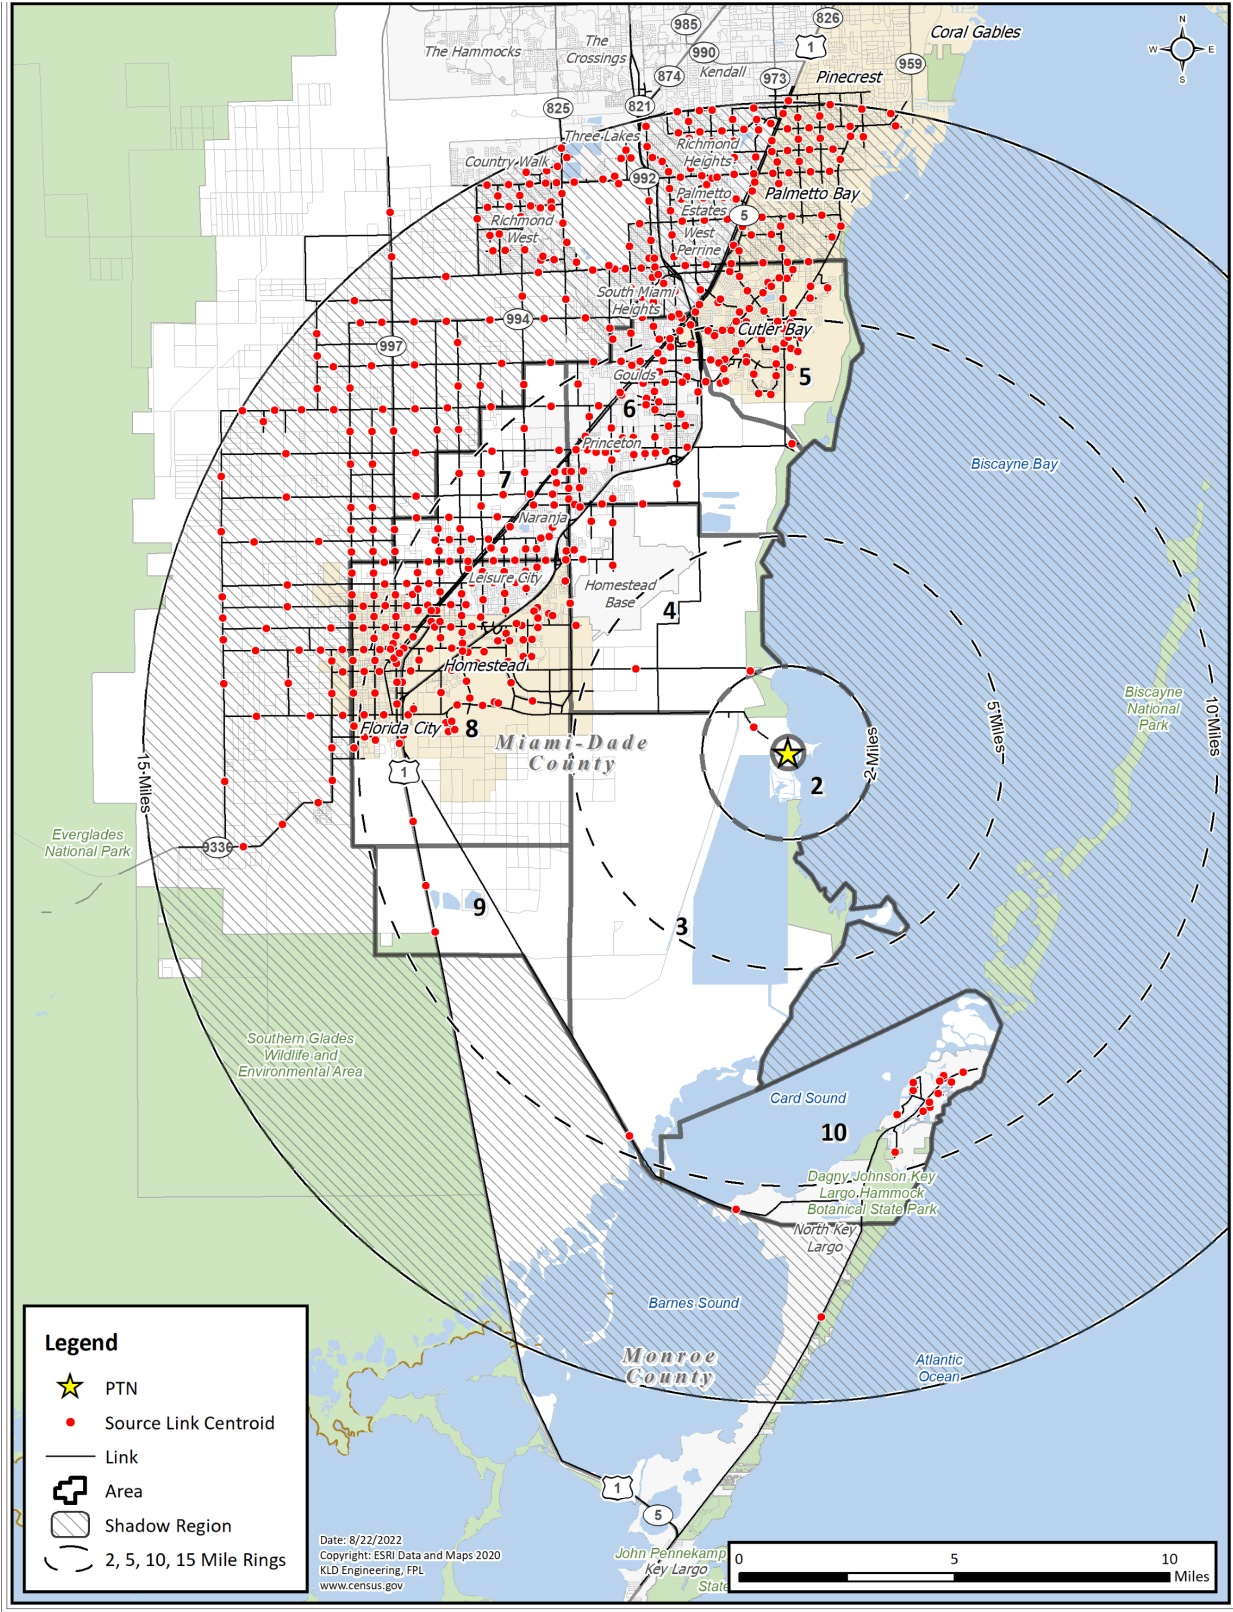 985
826
Coral Gables
N
W
E
S
The Hammocks
The
Crossings
990
1
959
874
Kendall
973
Pinecrest
825
821
Three Lakes
Richmond
Heights
Country Walk
992
Palmetto
Estates
Palmetto Bay
Richmond
West
5
West
Perrine
South Miami
Heights
994
Cutler Bay
997
Goulds
5
6
Princeton
Biscayne Bay
7
Naranja
Leisure City
Homestead
Base
4
Homestead
Biscayne
National
Park
Florida City
8
Miami-Dade
County
5 Miles
10 Miles
2 Miles
15 Miles
1
2
Everglades
National Park
9336
9
3
Southern Glades
Wildlife and
Environmental Area
Card Sound
10
Dagny Johnson Key
Largo Hammock
Botanical State Park
North Key
Largo
Barnes Sound
Monroe
County
Atlantic
Ocean
1
5
John Pennekamp
Key Largo
State
Legend
PTN
Source Link Centroid
Link
Area
Shadow Region
2, 5, 10, 15 Mile Rings
Date: 8/22/2022
Copyright: ESRI Data and Maps 2020
KLD Engineering, FPL
www.census.gov
0
5
10
Miles